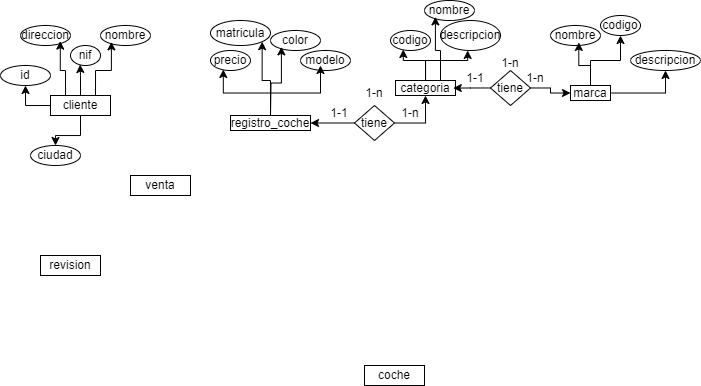 direccion
nombre
nif
id
cliente
ciudad
matricula
color
precio
modelo
registro_coche
1-1
1-n
tiene
1-n
nombre
codigo
descripcion
categoria
1-1
1-n
tiene
1-n
nombre
codigo
descripcion
marca
venta
revision
coche